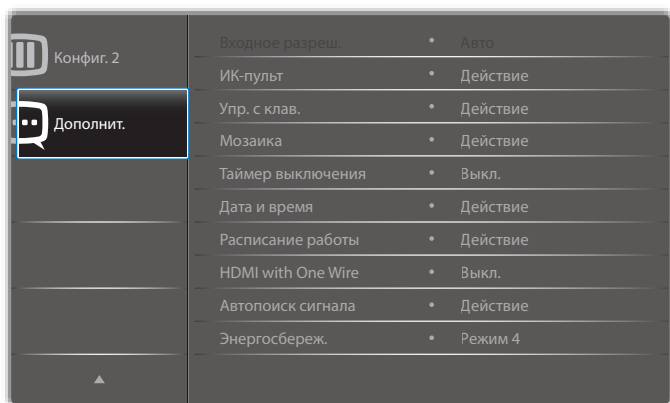 Конфиг. 2
Дополнит.
Входное разреш. • Авто
ИК-пульт • Действие
Упр. с клав. • Действие
Мозаика • Действие
Таймер выключения • Выкл.
Дата и время • Действие
Расписание работы • Действие
HDMI with One Wire • Выкл.
Автопоиск сигнала • Действие
Энергосбереж. • Режим 4